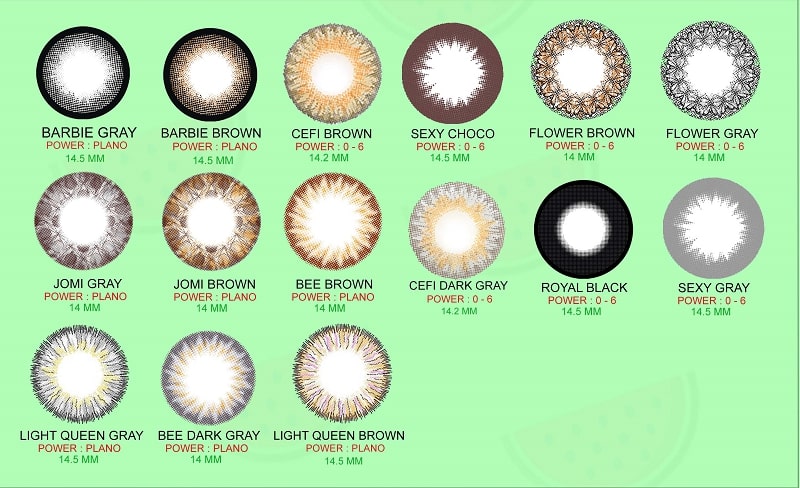 BARBIE GRAY
POWER : PLANO
14.5 MM
BARBIE BROWN
POWER : PLANO
14.5 MM
CEFI BROWN
POWER : 0 - 6
14.2 MM
SEXY CHOCO
POWER : 0 - 6
14.5 MM
FLOWER BROWN
POWER : 0 - 6
14 MM
FLOWER GRAY
POWER : 0 - 6
14 MM
JOMI GRAY
POWER : PLANO
14 MM
JOMI BROWN
POWER : PLANO
14 MM
BEE BROWN
POWER : PLANO
14 MM
CEFI DARK GRAY
POWER : 0 - 6
14.2 MM
ROYAL BLACK
POWER : 0 - 6
14.5 MM
SEXY GRAY
POWER : 0 - 6
14.5 MM
LIGHT QUEEN GRAY
POWER : PLANO
14.5 MM
BEE DARK GRAY
POWER : PLANO
14 MM
LIGHT QUEEN BROWN
POWER : PLANO
14.5 MM